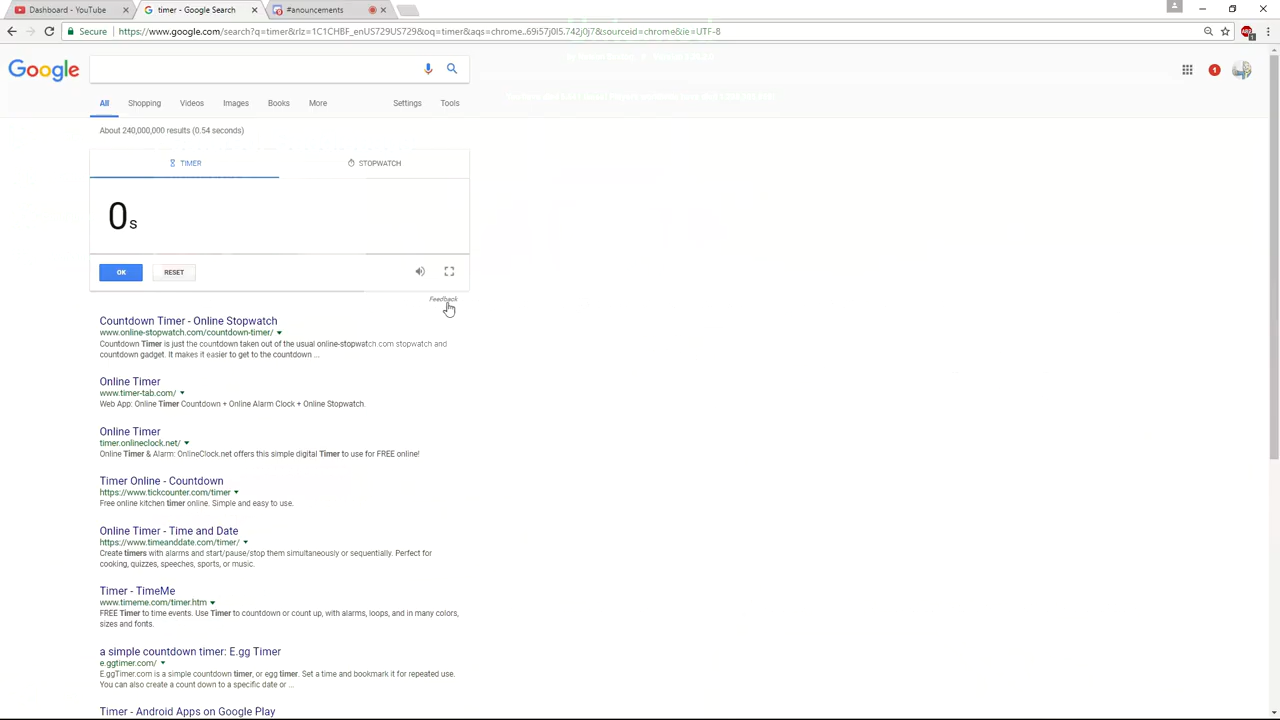 Dashboard - YouTube
timer - Google Search
#anouncements
Secure
https://www.google.com/search?q=timer&rlz=1C1CHBF_enUS729US729&oq=timer&aqs=chrome..69i57j0l5.742j0j7&sourceid=chrome&ie=UTF-8
Google
1
All
Shopping
Videos
Images
Books
More
Settings
Tools
About 240,000,000 results (0.54 seconds)
TIMER
STOPWATCH
0s
OK
RESET
Feedback
Countdown Timer - Online Stopwatch
www.online-stopwatch.com/countdown-timer/
Countdown Timer is just the countdown taken out of the usual online-stopwatch.com stopwatch and
countdown gadget. It makes it easier to get to the countdown ...
Online Timer
www.timer-tab.com/
Web App: Online Timer Countdown + Online Alarm Clock + Online Stopwatch.
Online Timer
timer.onlineclock.net/
Online Timer & Alarm: OnlineClock.net offers this simple digital Timer to use for FREE online!
Timer Online - Countdown
https://www.tickcounter.com/timer
Free online kitchen timer online. Simple and easy to use.
Online Timer - Time and Date
https://www.timeanddate.com/timer/
Create timers with alarms and start/pause/stop them simultaneously or sequentially. Perfect for
cooking, quizzes, speeches, sports, or music.
Timer - TimeMe
www.timeme.com/timer.htm
FREE Timer to time events. Use Timer to countdown or count up, with alarms, loops, and in many colors,
sizes and fonts.
a simple countdown timer: E.gg Timer
e.ggtimer.com/
E.ggTimer.com is a simple countdown timer, or egg timer. Set a time and bookmark it for repeated use.
You can also create a count down to a specific date or ...
Timer - Android Apps on Google Play